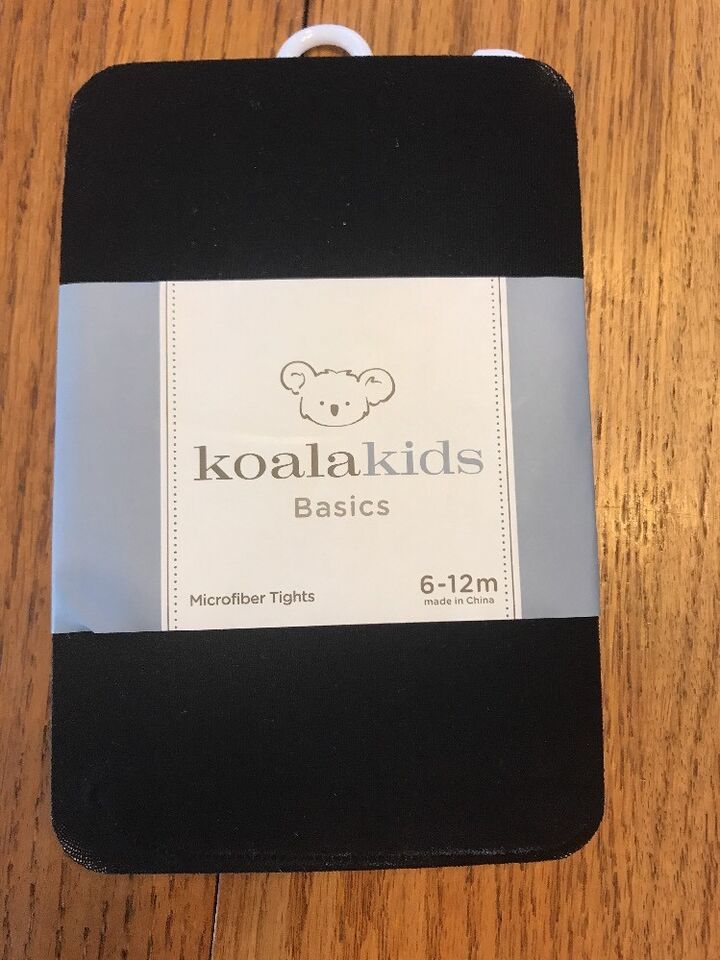 koalakids
Basics
Microfiber Tights
6-12m
made in China